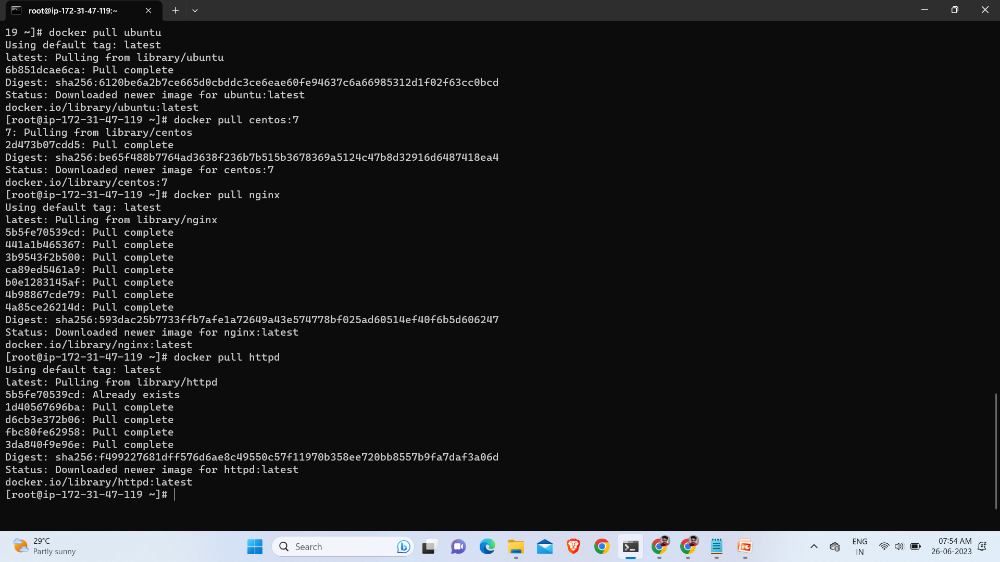 root@ip-172-31-47-119:~
19 ~]# docker pull ubuntu
Using default tag: latest
latest: Pulling from library/ubuntu
6b851dcae6ca: Pull complete
Digest: sha256:6120be6a2b7ce665d0cbddc3ce6eae60fe94637c6a66985312d1f02f63cc0bcd
Status: Downloaded newer image for ubuntu:latest
docker.io/library/ubuntu:latest
[root@ip-172-31-47-119 ~]# docker pull centos:7
7: Pulling from library/centos
2d473b07cdd5: Pull complete
Digest: sha256:be65f488b7764ad3638f236b7b515b3678369a5124c47b8d32916d6487418ea4
Status: Downloaded newer image for centos:7
docker.io/library/centos:7
[root@ip-172-31-47-119 ~]# docker pull nginx
Using default tag: latest
latest: Pulling from library/nginx
5b5fe70539cd: Pull complete
441a1b465367: Pull complete
3b9543f2b500: Pull complete
ca89ed5461a9: Pull complete
b0e1283145af: Pull complete
4b98867cde79: Pull complete
4a85ce26214d: Pull complete
Digest: sha256:593dac25b7733ffb7afe1a72649a43e574778bf025ad60514ef40f6b5d606247
Status: Downloaded newer image for nginx:latest
docker.io/library/nginx:latest
[root@ip-172-31-47-119 ~]# docker pull httpd
Using default tag: latest
latest: Pulling from library/httpd
5b5fe70539cd: Already exists
1d40567696ba: Pull complete
d6cb3e372b06: Pull complete
fbc80fe62958: Pull complete
3da840f9e96e: Pull complete
Digest: sha256:f499227681dff576d6ae8c49550c57f11970b358ee720bb8557b9fa7daf3a06d
Status: Downloaded newer image for httpd:latest
docker.io/library/httpd:latest
[root@ip-172-31-47-119 ~]#
29°C
Partly sunny
Search
ENG
IN
07:54 AM
26-06-2023